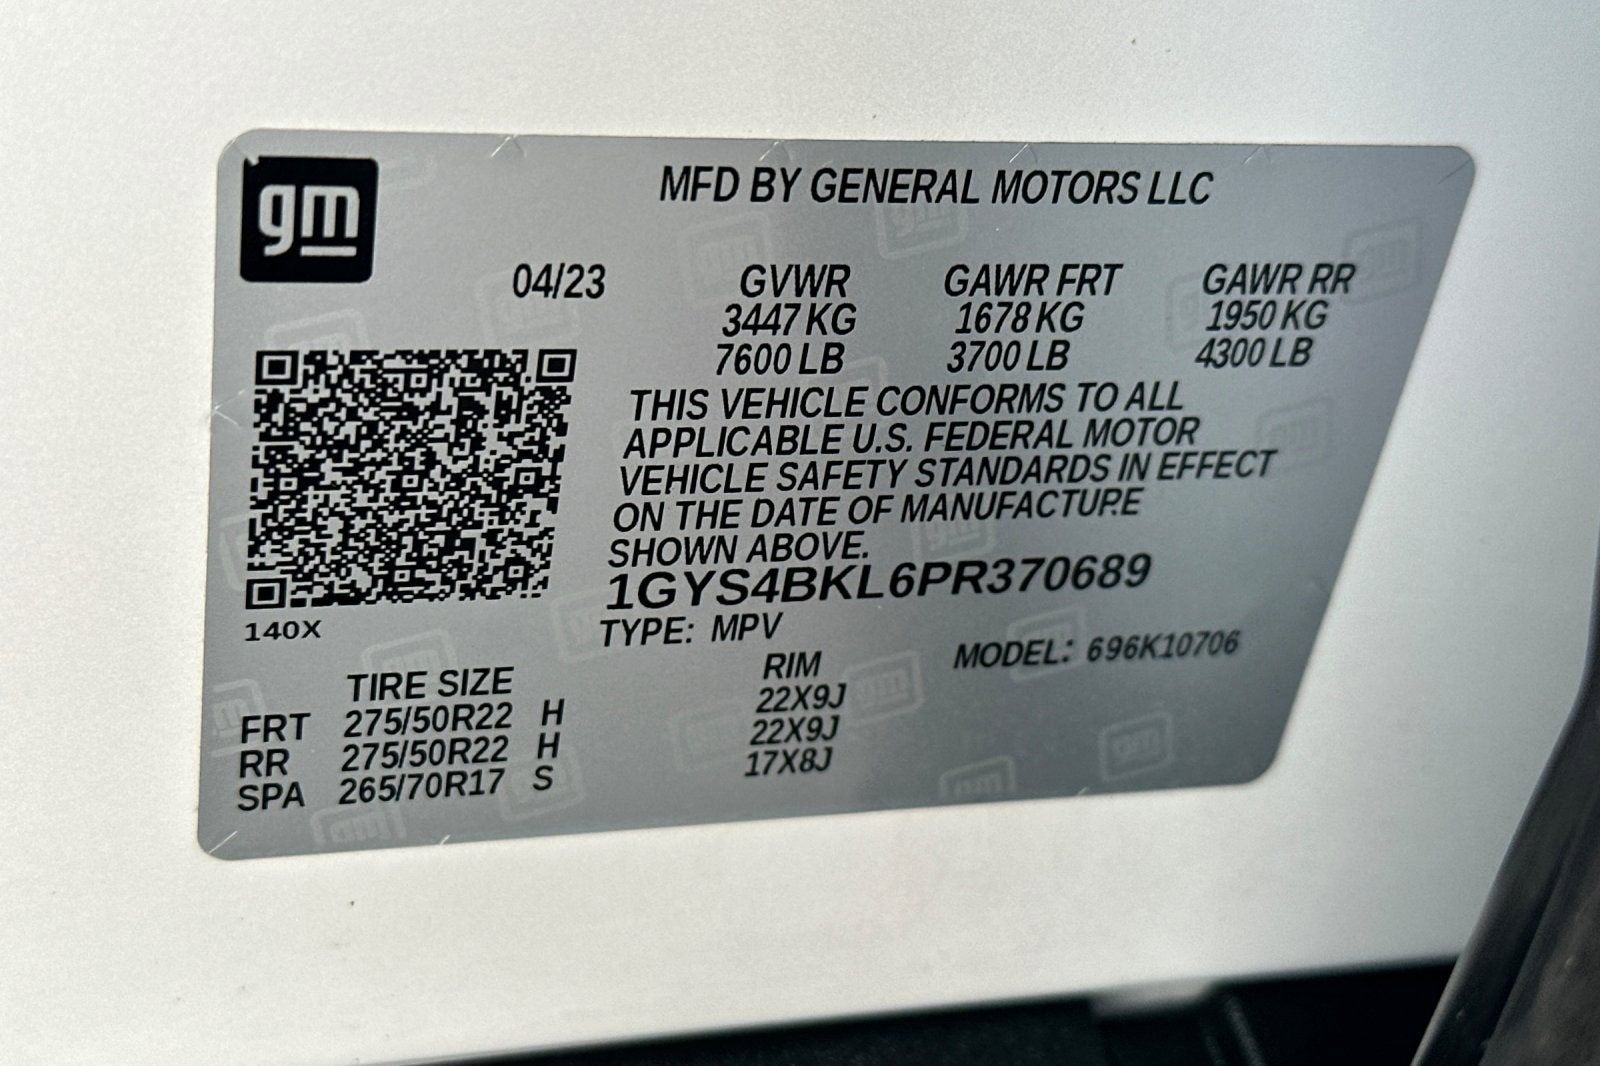 gm
MFD BY GENERAL MOTORS LLC
04/23 GVWR GAWR FRT GAWR RR
3447 KG 1678 KG 1950 KG
7600 LB 3700 LB 4300 LB
THIS VEHICLE CONFORMS TO ALL
APPLICABLE U.S. FEDERAL MOTOR
VEHICLE SAFETY STANDARDS IN EFFECT
ON THE DATE OF MANUFACTURE
SHOWN ABOVE.
1GYS4BKL6PR370689
140X
TYPE: MPV
MODEL: 696K10706
TIRE SIZE RIM
FRT 275/50R22 H 22X9J
RR 275/50R22 H 22X9J
SPA 265/70R17 S 17X8J